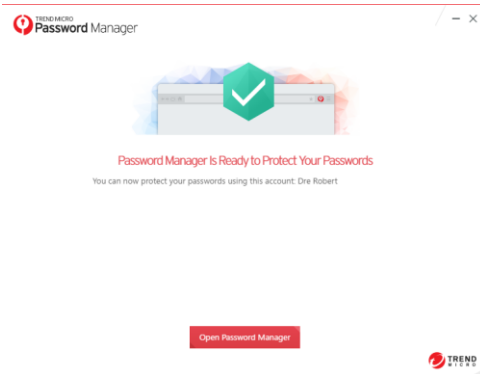 TREND MICRO
Password Manager
Password Manager Is Ready to Protect Your Passwords
You can now protect your passwords using this account: Dre Robert
Open Password Manager
TREND
MICRO